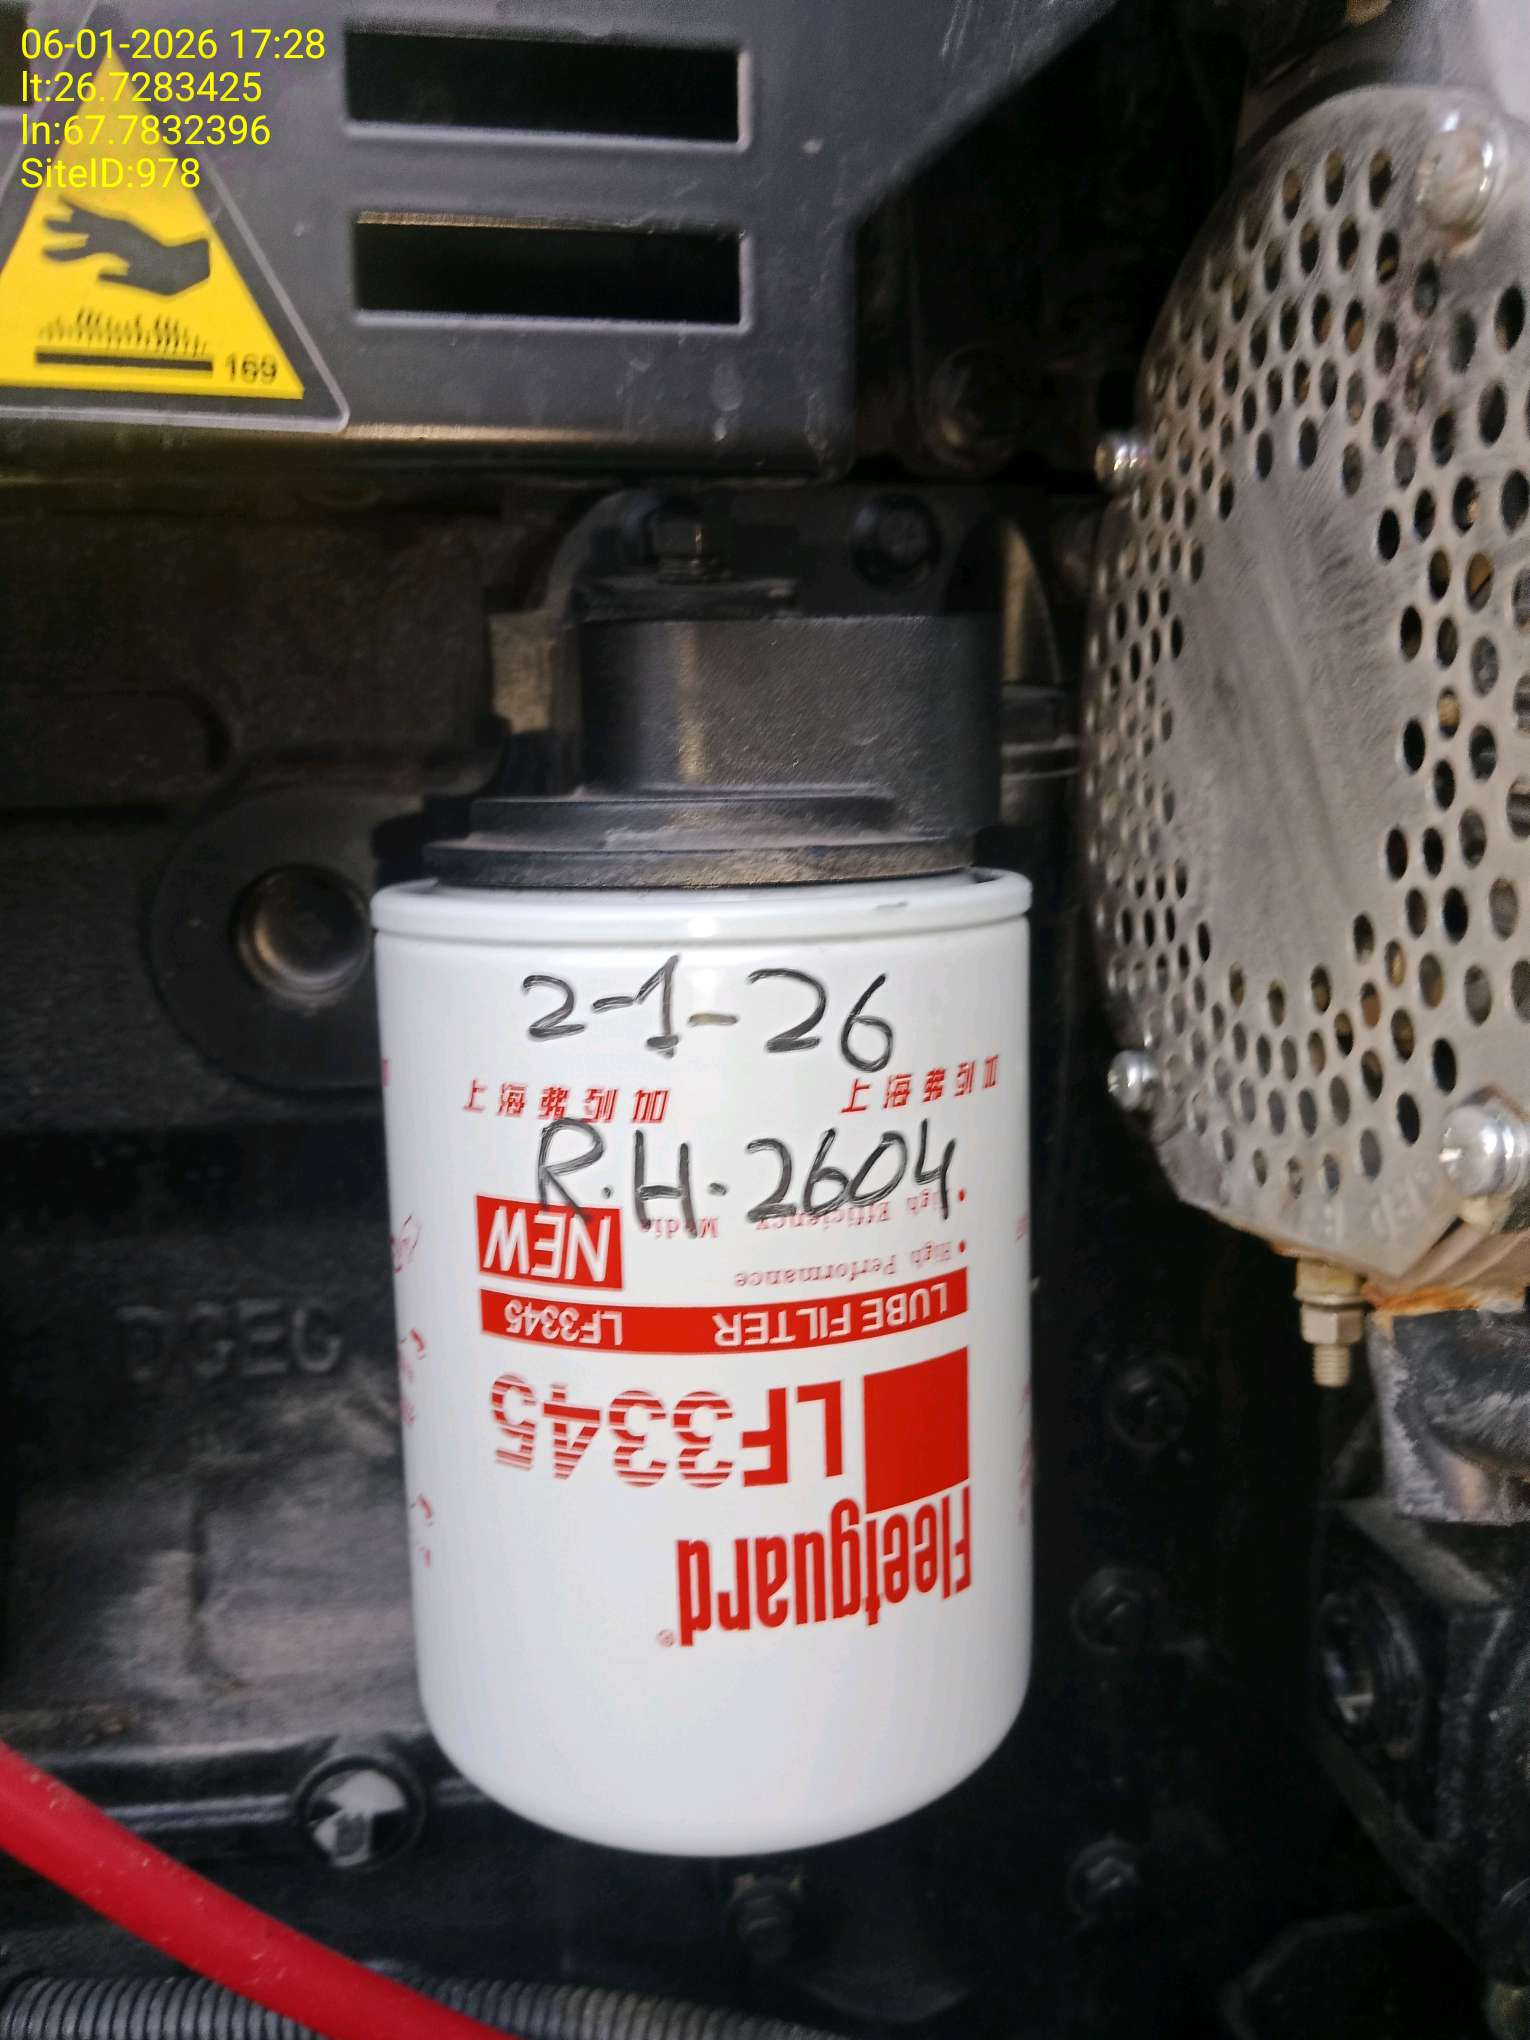 06-01-2026 17:28
lt:26.7283425
ln:67.7832396
SiteID:978
169
2-1-26
上海弗列加 上海弗列加
R.H.2604
• High Efficiency Media
NEW
• High Performance
LUBE FILTER LF3345
LF3345
Fleetguard®